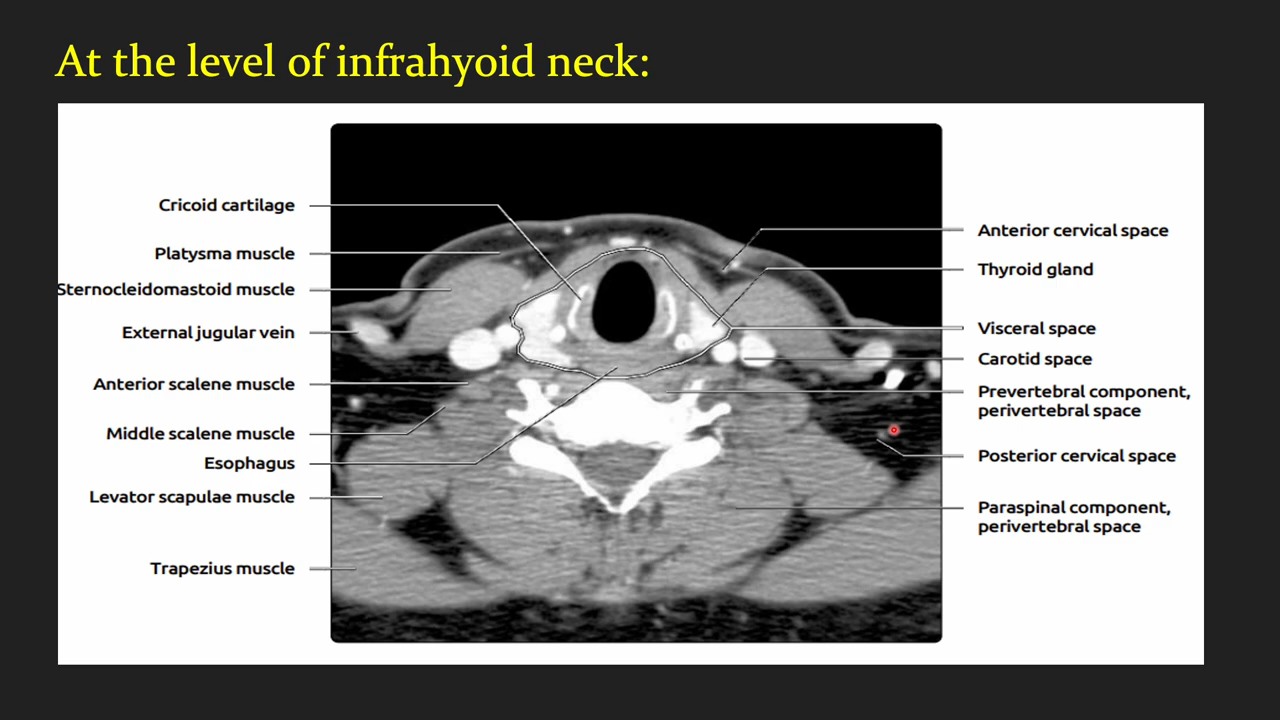 At the level of infrahyoid neck:
Cricoid cartilage
Platysma muscle
Sternocleidomastoid muscle
External jugular vein
Anterior scalene muscle
Middle scalene muscle
Esophagus
Levator scapulae muscle
Trapezius muscle
Anterior cervical space
Thyroid gland
Visceral space
Carotid space
Prevertebral component,
perivertebral space
Posterior cervical space
Paraspinal component,
perivertebral space